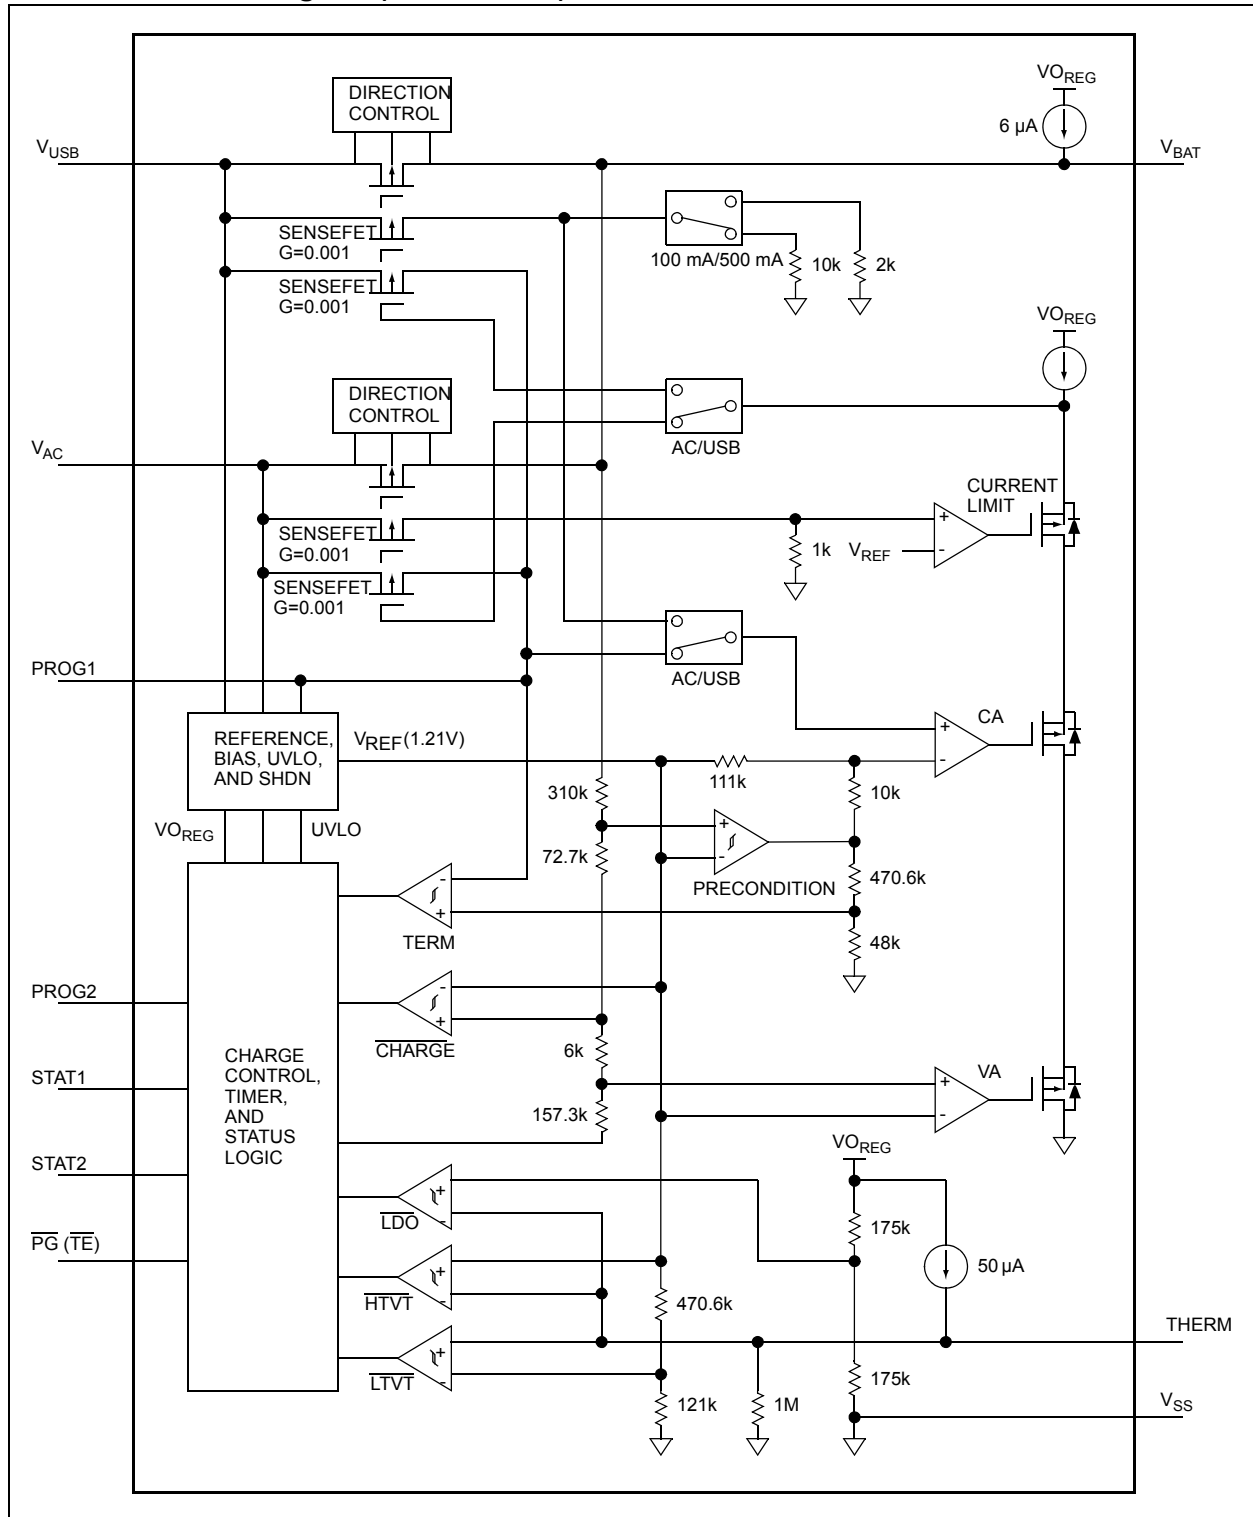 DIRECTION
CONTROL
VO_REG
6 µA
V_USB
V_BAT
SENSEFET
G=0.001
100 mA/500 mA
10k
2k
SENSEFET
G=0.001
VO_REG
DIRECTION
CONTROL
AC/USB
V_AC
CURRENT
LIMIT
+
-
SENSEFET
G=0.001
1k
V_REF
SENSEFET
G=0.001
PROG1
AC/USB
REFERENCE,
BIAS, UVLO,
AND SHDN
V_REF (1.21V)
CA
+
-
111k
310k
10k
VO_REG
UVLO
+
-
72.7k
PRECONDITION
470.6k
-
+
TERM
48k
PROG2
-
+
CHARGE
6k
CHARGE
CONTROL,
TIMER,
AND
STATUS
LOGIC
STAT1
VA
+
-
157.3k
STAT2
VO_REG
+
-
LDO
175k
PG (TE)
50 µA
+
-
HTVT
470.6k
THERM
+
-
LTVT
121k
1M
175k
V_SS